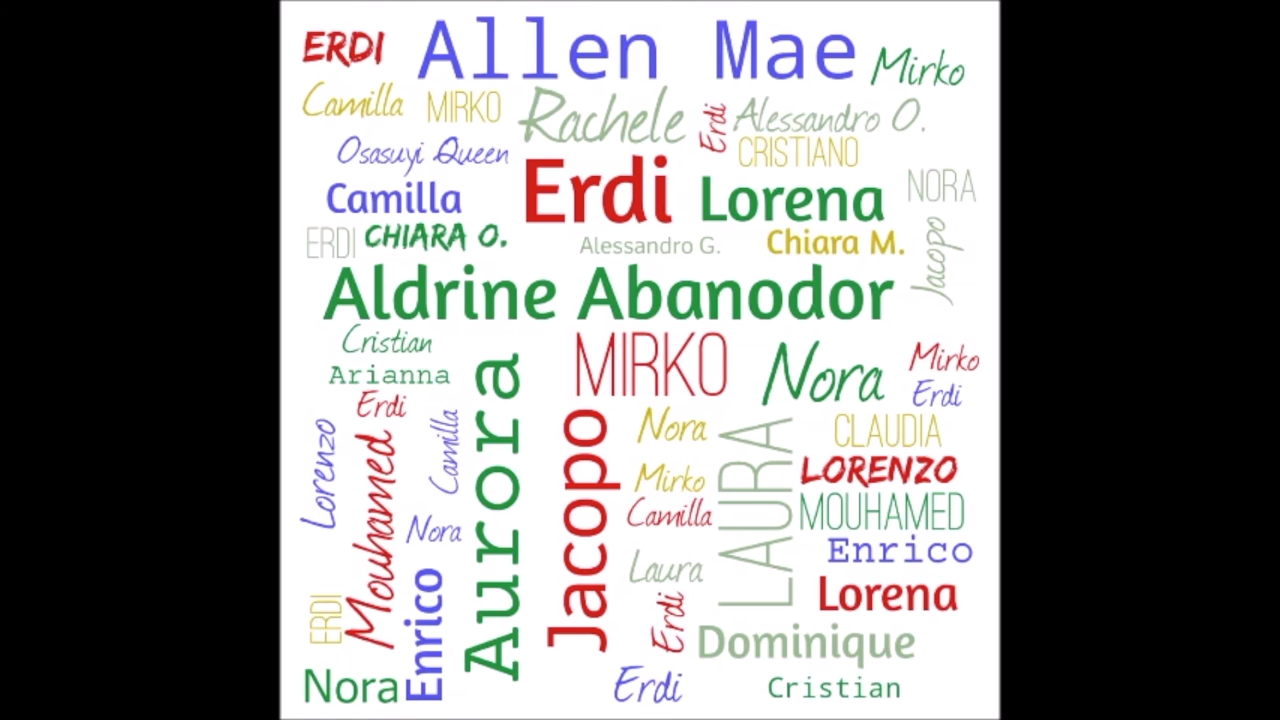 ERDI
Allen Mae
Mirko
Camilla
MIRKO
Rachele
Erdi
Alessandro O.
Osasuyi Queen
CRISTIANO
Camilla
Erdi
Lorena
NORA
ERDI
CHIARA O.
Alessandro G.
Chiara M.
Jacopo
Aldrine Abanodor
Cristian
MIRKO
Nora
Mirko
Arianna
Erdi
Erdi
Aurora
Jacopo
Nora
LAURA
CLAUDIA
Lorenzo
Mouhamed
Camilla
Mirko
LORENZO
Camilla
MOUHAMED
Nora
Enrico
Laura
Lorena
ERDI
Enrico
Erdi
Dominique
Nora
Erdi
Cristian